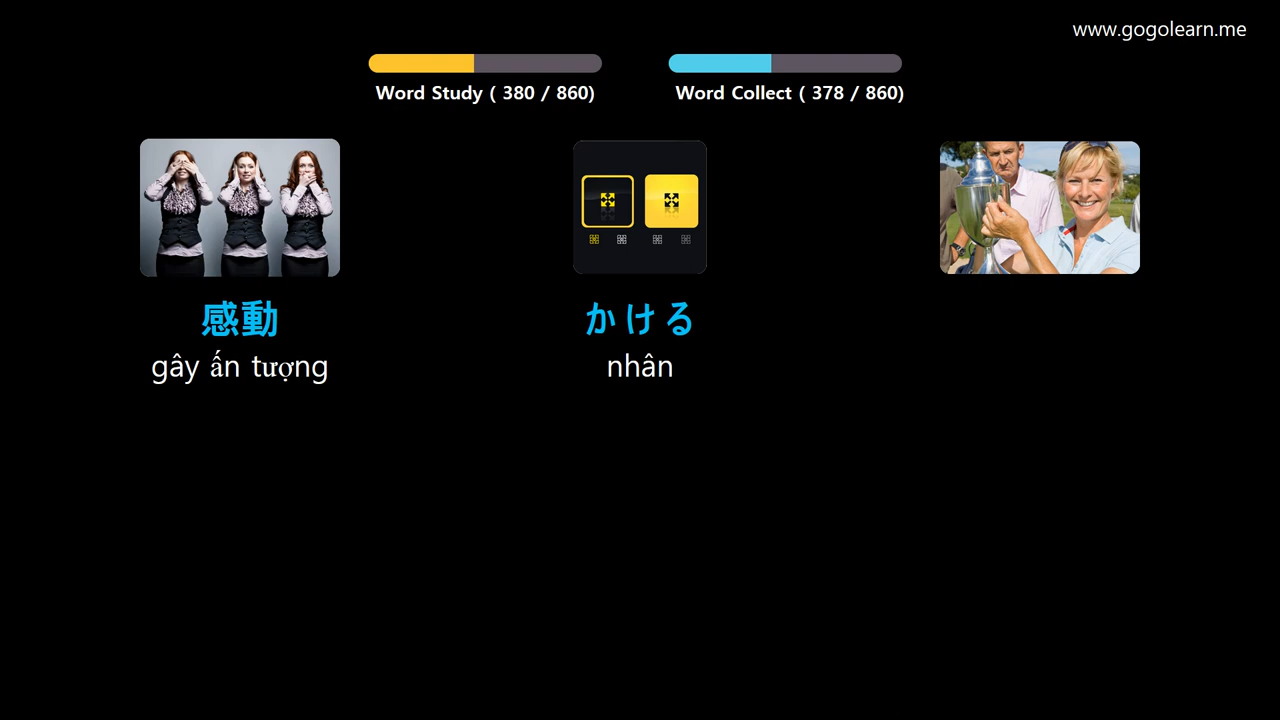 www.gogolearn.me
Word Study ( 380 / 860)
Word Collect ( 378 / 860)
感動
gây ấn tượng
かける
nhân